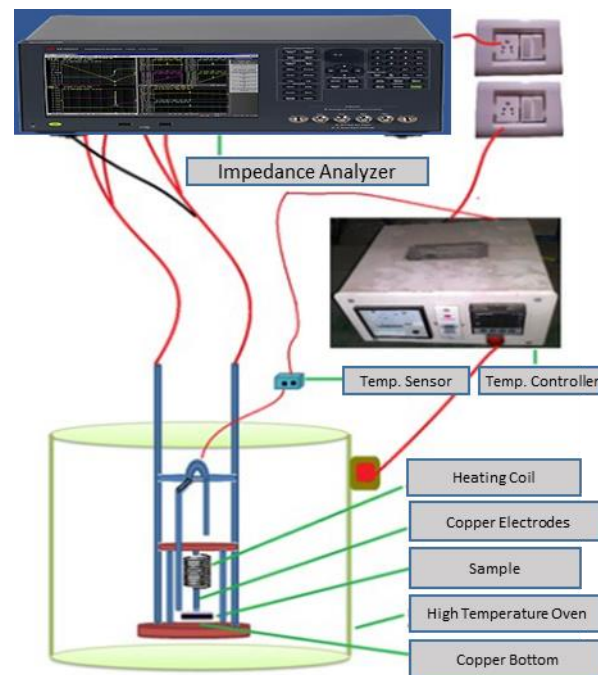 Impedance Analyzer
Temp. Sensor
Temp. Controller
Heating Coil
Copper Electrodes
Sample
High Temperature Oven
Copper Bottom